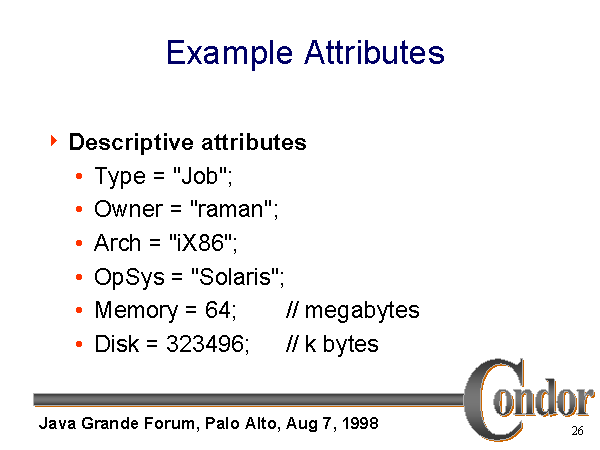 Example Attributes
Descriptive attributes
• Type = "Job";
• Owner = "raman";
• Arch = "iX86";
• OpSys = "Solaris";
• Memory = 64; // megabytes
• Disk = 323496; // k bytes
Condor
Java Grande Forum, Palo Alto, Aug 7, 1998
26